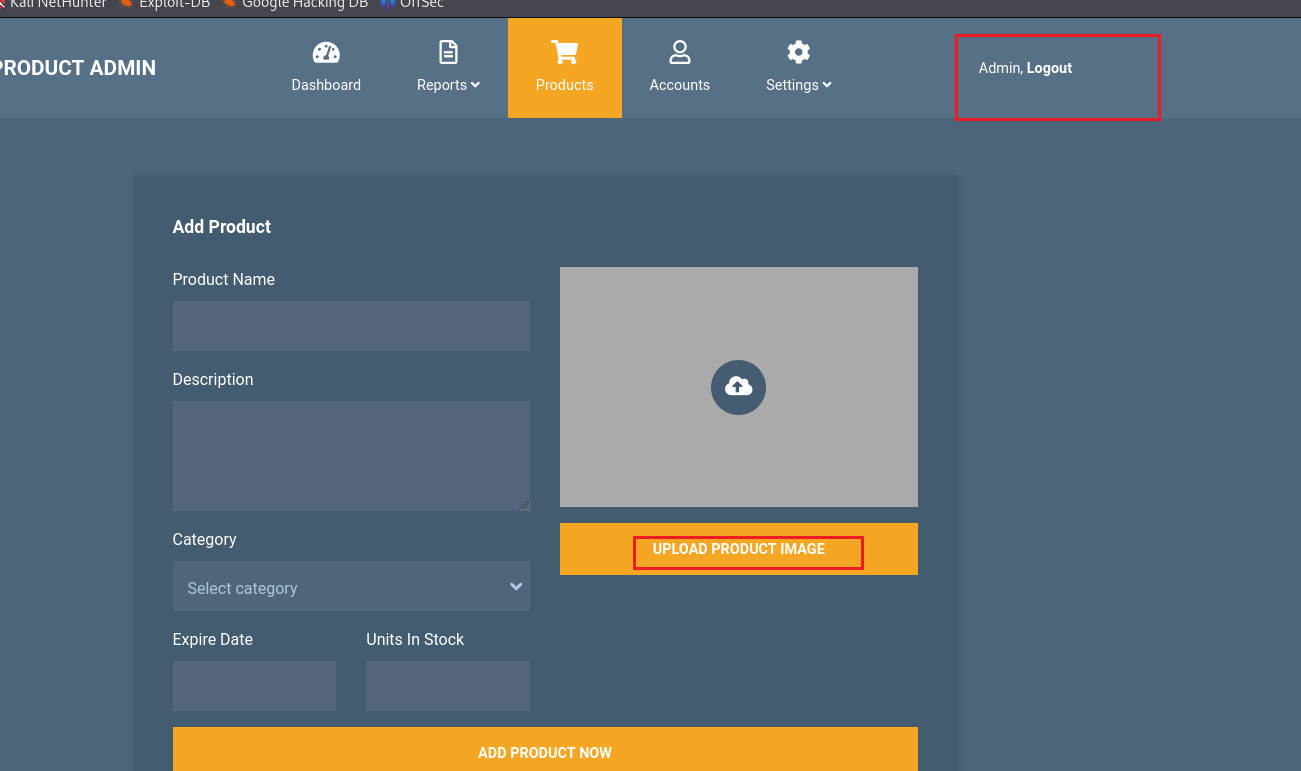 Kali NetHunter Exploit-DB Google Hacking DB OffSec
PRODUCT ADMIN
Dashboard
Reports
Products
Accounts
Settings
Admin, Logout
Add Product
Product Name
Description
Category
Select category
Expire Date
Units In Stock
UPLOAD PRODUCT IMAGE
ADD PRODUCT NOW